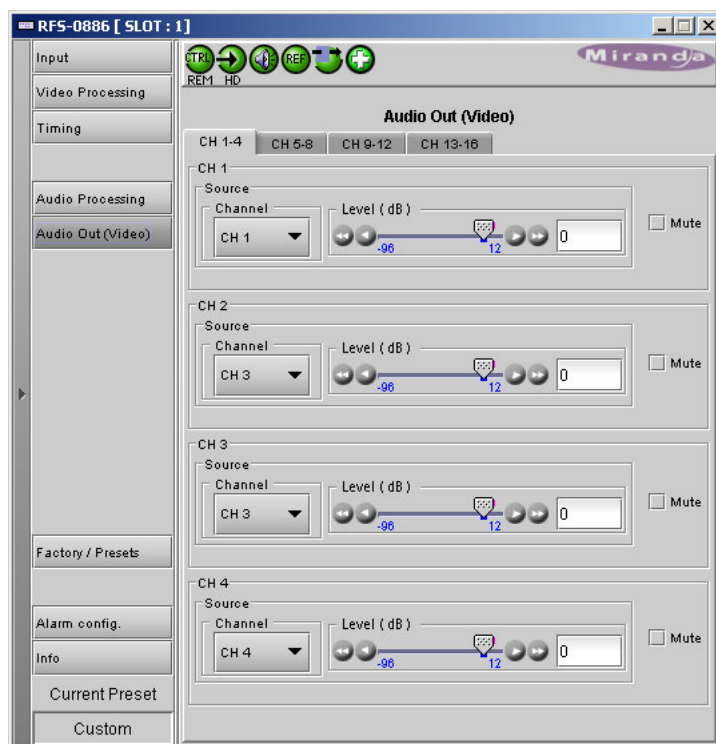 RFS-0886 [ SLOT : 1]
Input
Video Processing
Timing
Audio Processing
Audio Out (Video)
Factory / Presets
Alarm config.
Info
Current Preset
Custom
CTRL
REM
HD
REF
Miranda
Audio Out (Video)
CH 1-4
CH 5-8
CH 9-12
CH 13-16
CH 1
Source
Channel
CH 1
Level ( dB )
-96
12
0
Mute
CH 2
Source
Channel
CH 3
Level ( dB )
-96
12
0
Mute
CH 3
Source
Channel
CH 3
Level ( dB )
-96
12
0
Mute
CH 4
Source
Channel
CH 4
Level ( dB )
-96
12
0
Mute